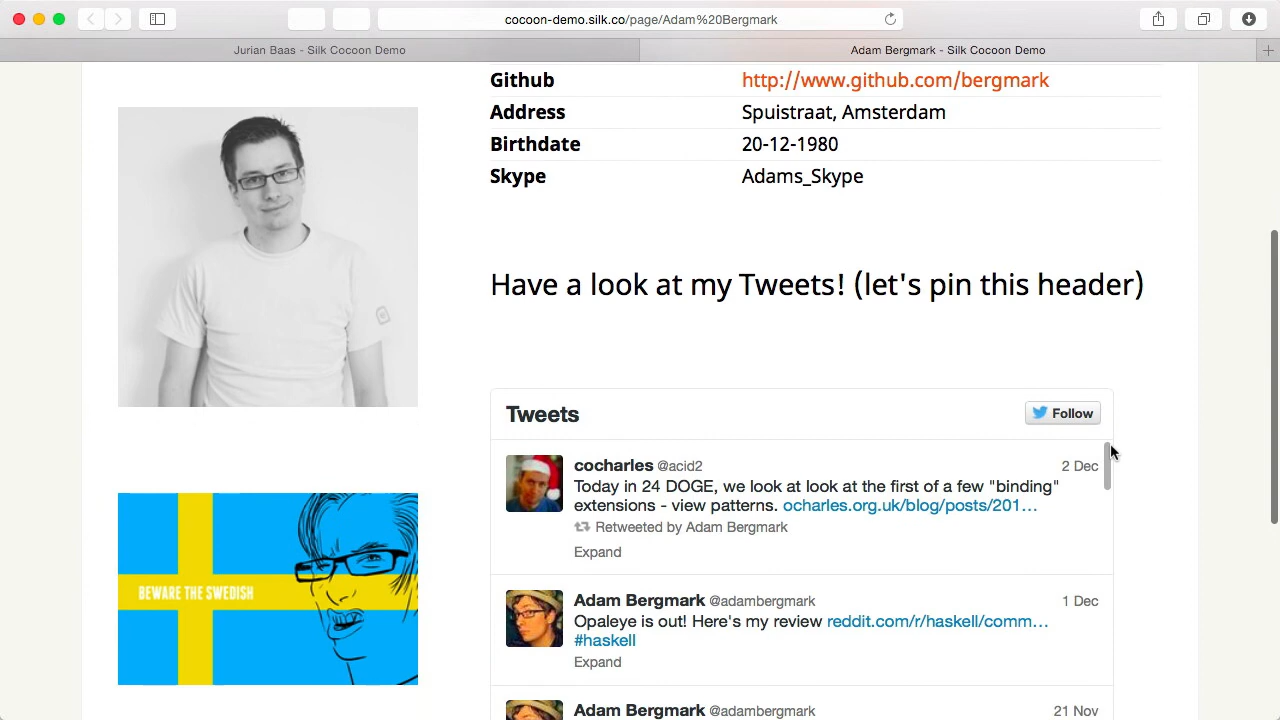 cocoon-demo.silk.co/page/Adam%20Bergmark
Jurian Baas - Silk Cocoon Demo
Adam Bergmark - Silk Cocoon Demo
Github http://www.github.com/bergmark
Address Spuistraat, Amsterdam
Birthdate 20-12-1980
Skype Adams_Skype
Have a look at my Tweets! (let's pin this header)
BEWARE THE SWEDISH
Tweets Follow
cocharles @acid2 2 Dec
Today in 24 DOGE, we look at look at the first of a few "binding"
extensions - view patterns. ocharles.org.uk/blog/posts/201…
Retweeted by Adam Bergmark
Expand
Adam Bergmark @adambergmark 1 Dec
Opaleye is out! Here's my review reddit.com/r/haskell/comm…
#haskell
Expand
Adam Bergmark @adambergmark 21 Nov